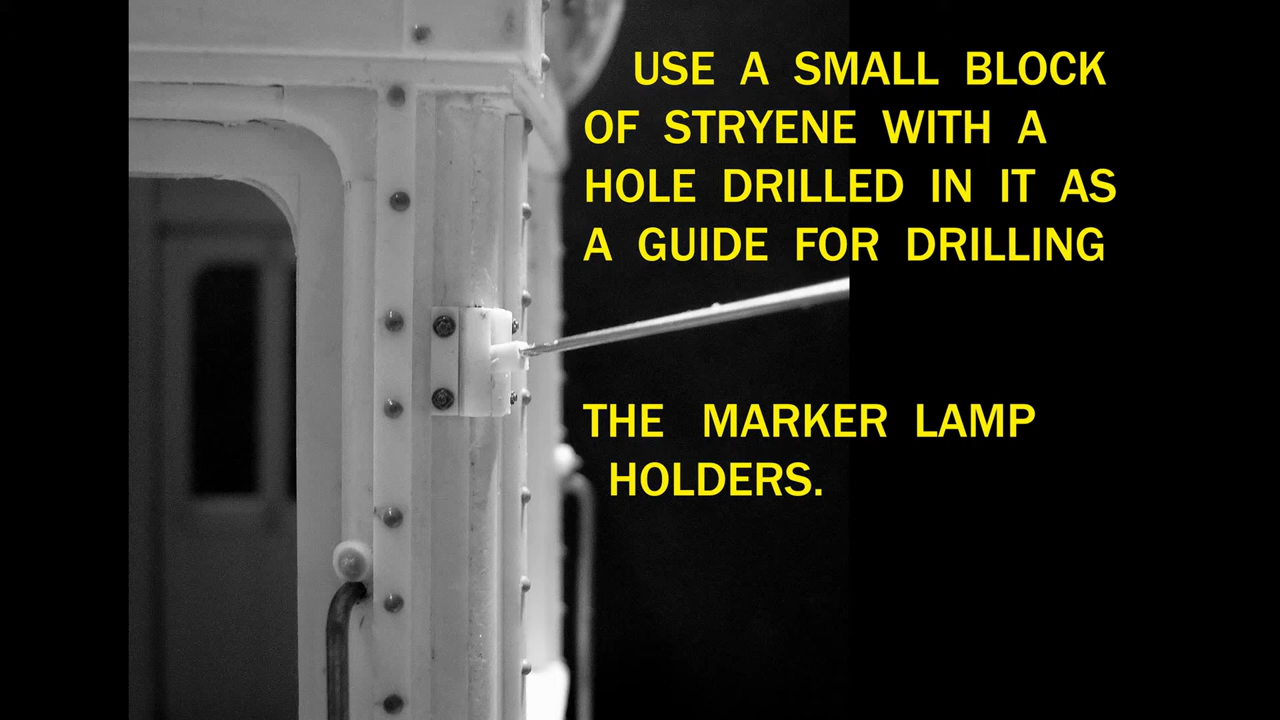 USE A SMALL BLOCK
OF STRYENE WITH A
HOLE DRILLED IN IT AS
A GUIDE FOR DRILLING
THE MARKER LAMP
HOLDERS.